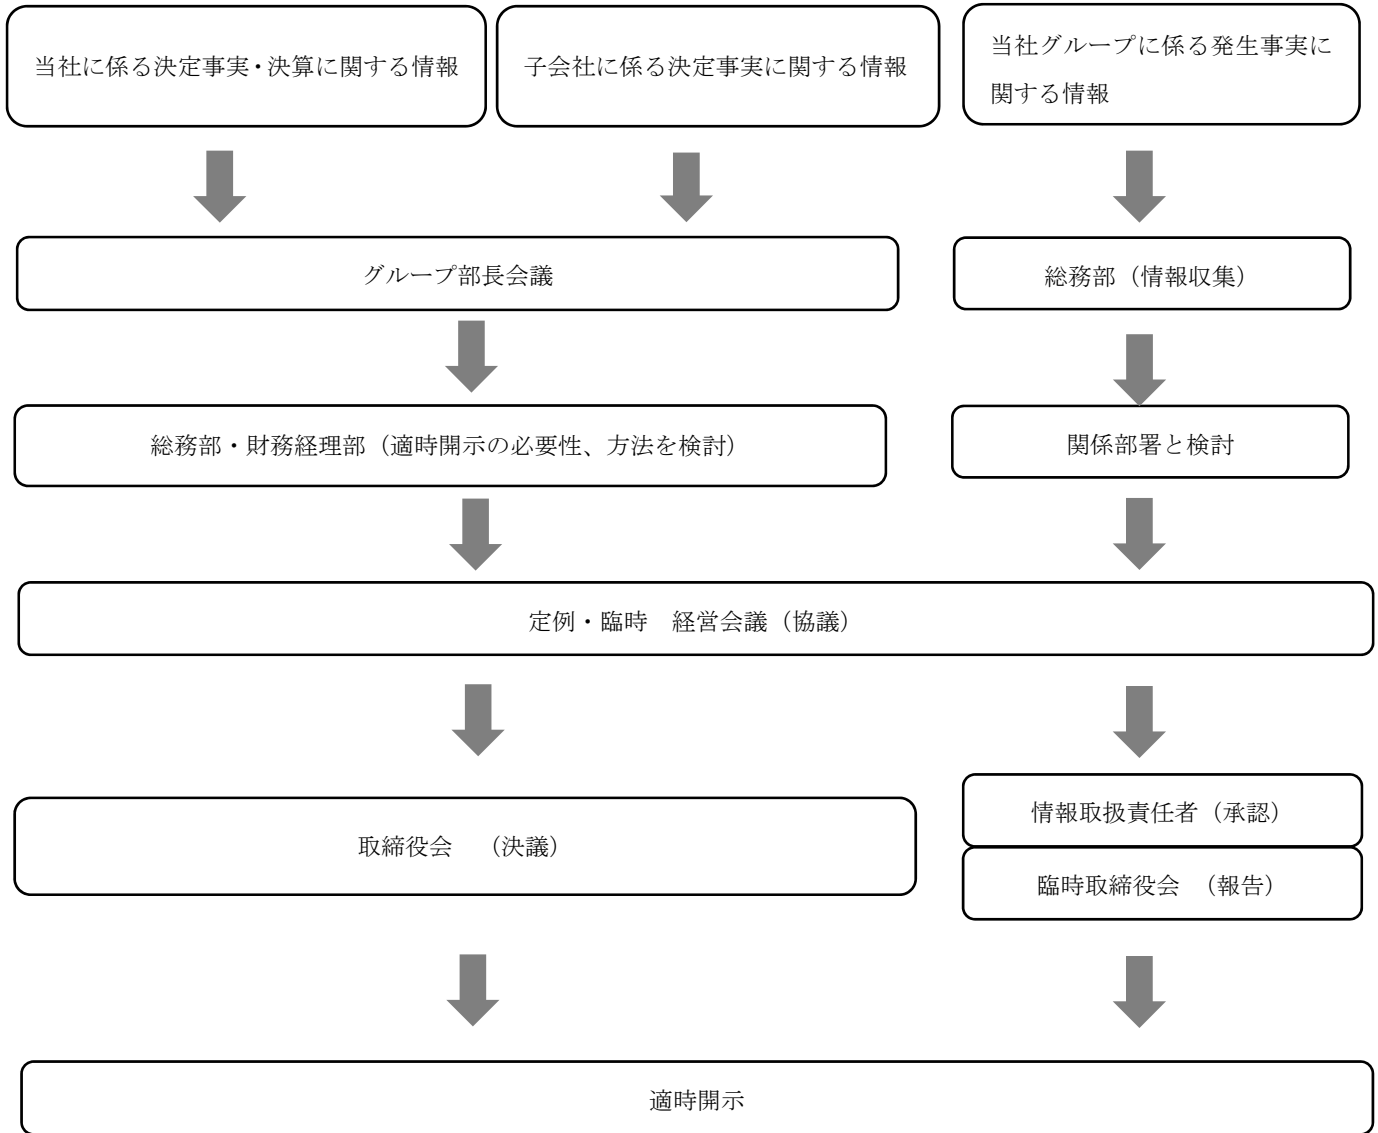 当社に係る決定事実・決算に関する情報
子会社に係る決定事実に関する情報
当社グループに係る発生事実に
関する情報
グループ部長会議
総務部（情報収集）
総務部・財務経理部（適時開示の必要性、方法を検討）
関係部署と検討
定例・臨時　経営会議（協議）
取締役会　（決議）
情報取扱責任者（承認）
臨時取締役会　（報告）
適時開示